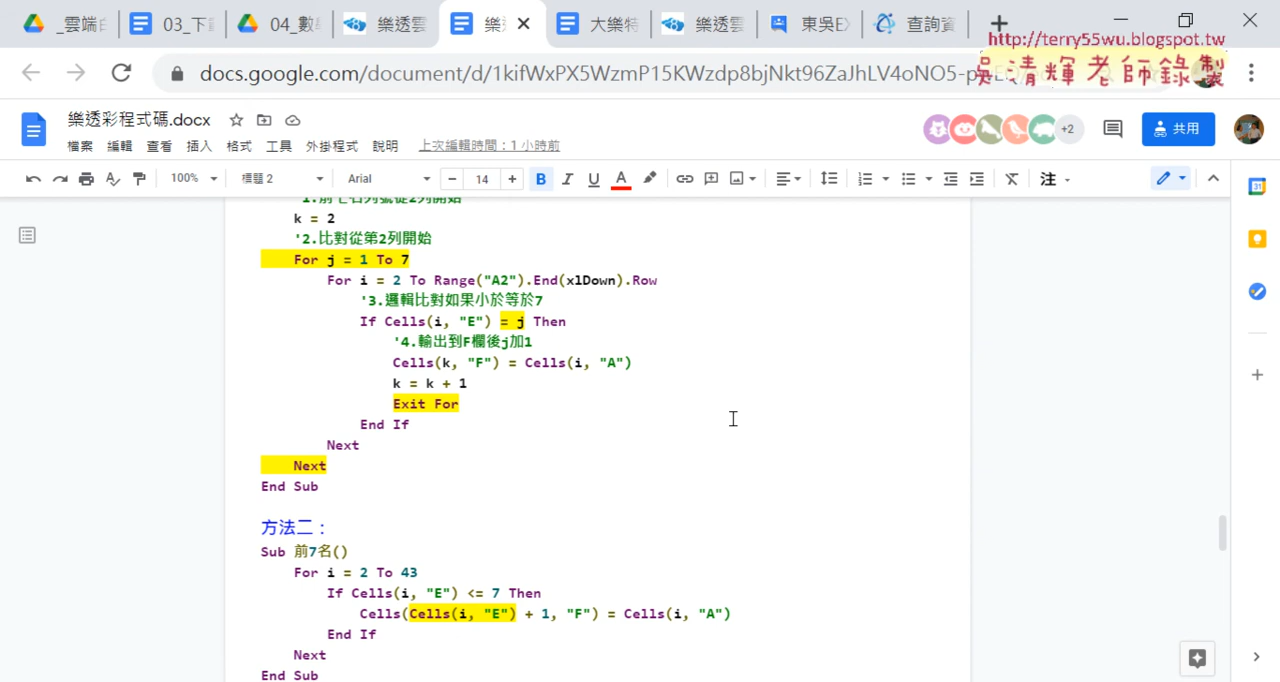 _雲端白
03_下
04_數
樂透雲
樂
大樂特
樂透雲
東吳EX
查詢資
http://terry55wu.blogspot.tw
吳清輝老師錄製
docs.google.com/document/d/1kifWxPX5WzmP15KWzdp8bjNkt96ZaJhLV4oNO5-p
樂透彩程式碼.docx
檔案 編輯 查看 插入 格式 工具 外掛程式 說明 上次編輯時間：1 小時前
+2
共用
100% 標題 2 Arial − 14 + B I U A 注
k = 2
'2.比對從第2列開始
For j = 1 To 7
For i = 2 To Range("A2").End(xlDown).Row
'3.邏輯比對如果小於等於7
If Cells(i, "E") = j Then
'4.輸出到F欄後j加1
Cells(k, "F") = Cells(i, "A")
k = k + 1
Exit For
End If
Next
Next
End Sub
方法二：
Sub 前7名()
For i = 2 To 43
If Cells(i, "E") <= 7 Then
Cells(Cells(i, "E") + 1, "F") = Cells(i, "A")
End If
Next
End Sub